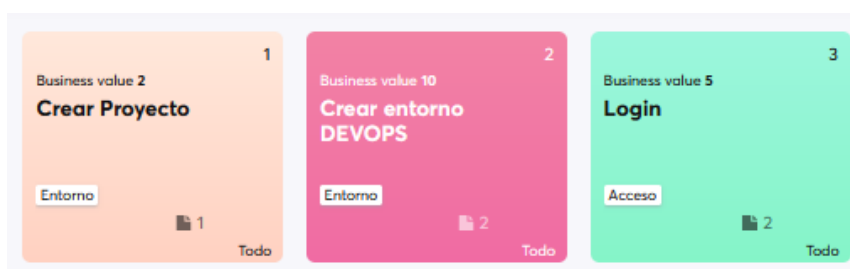 1
Business value 2
Crear Proyecto
Entorno
1
Todo
2
Business value 10
Crear entorno
DEVOPS
Entorno
2
Todo
3
Business value 5
Login
Acceso
2
Todo